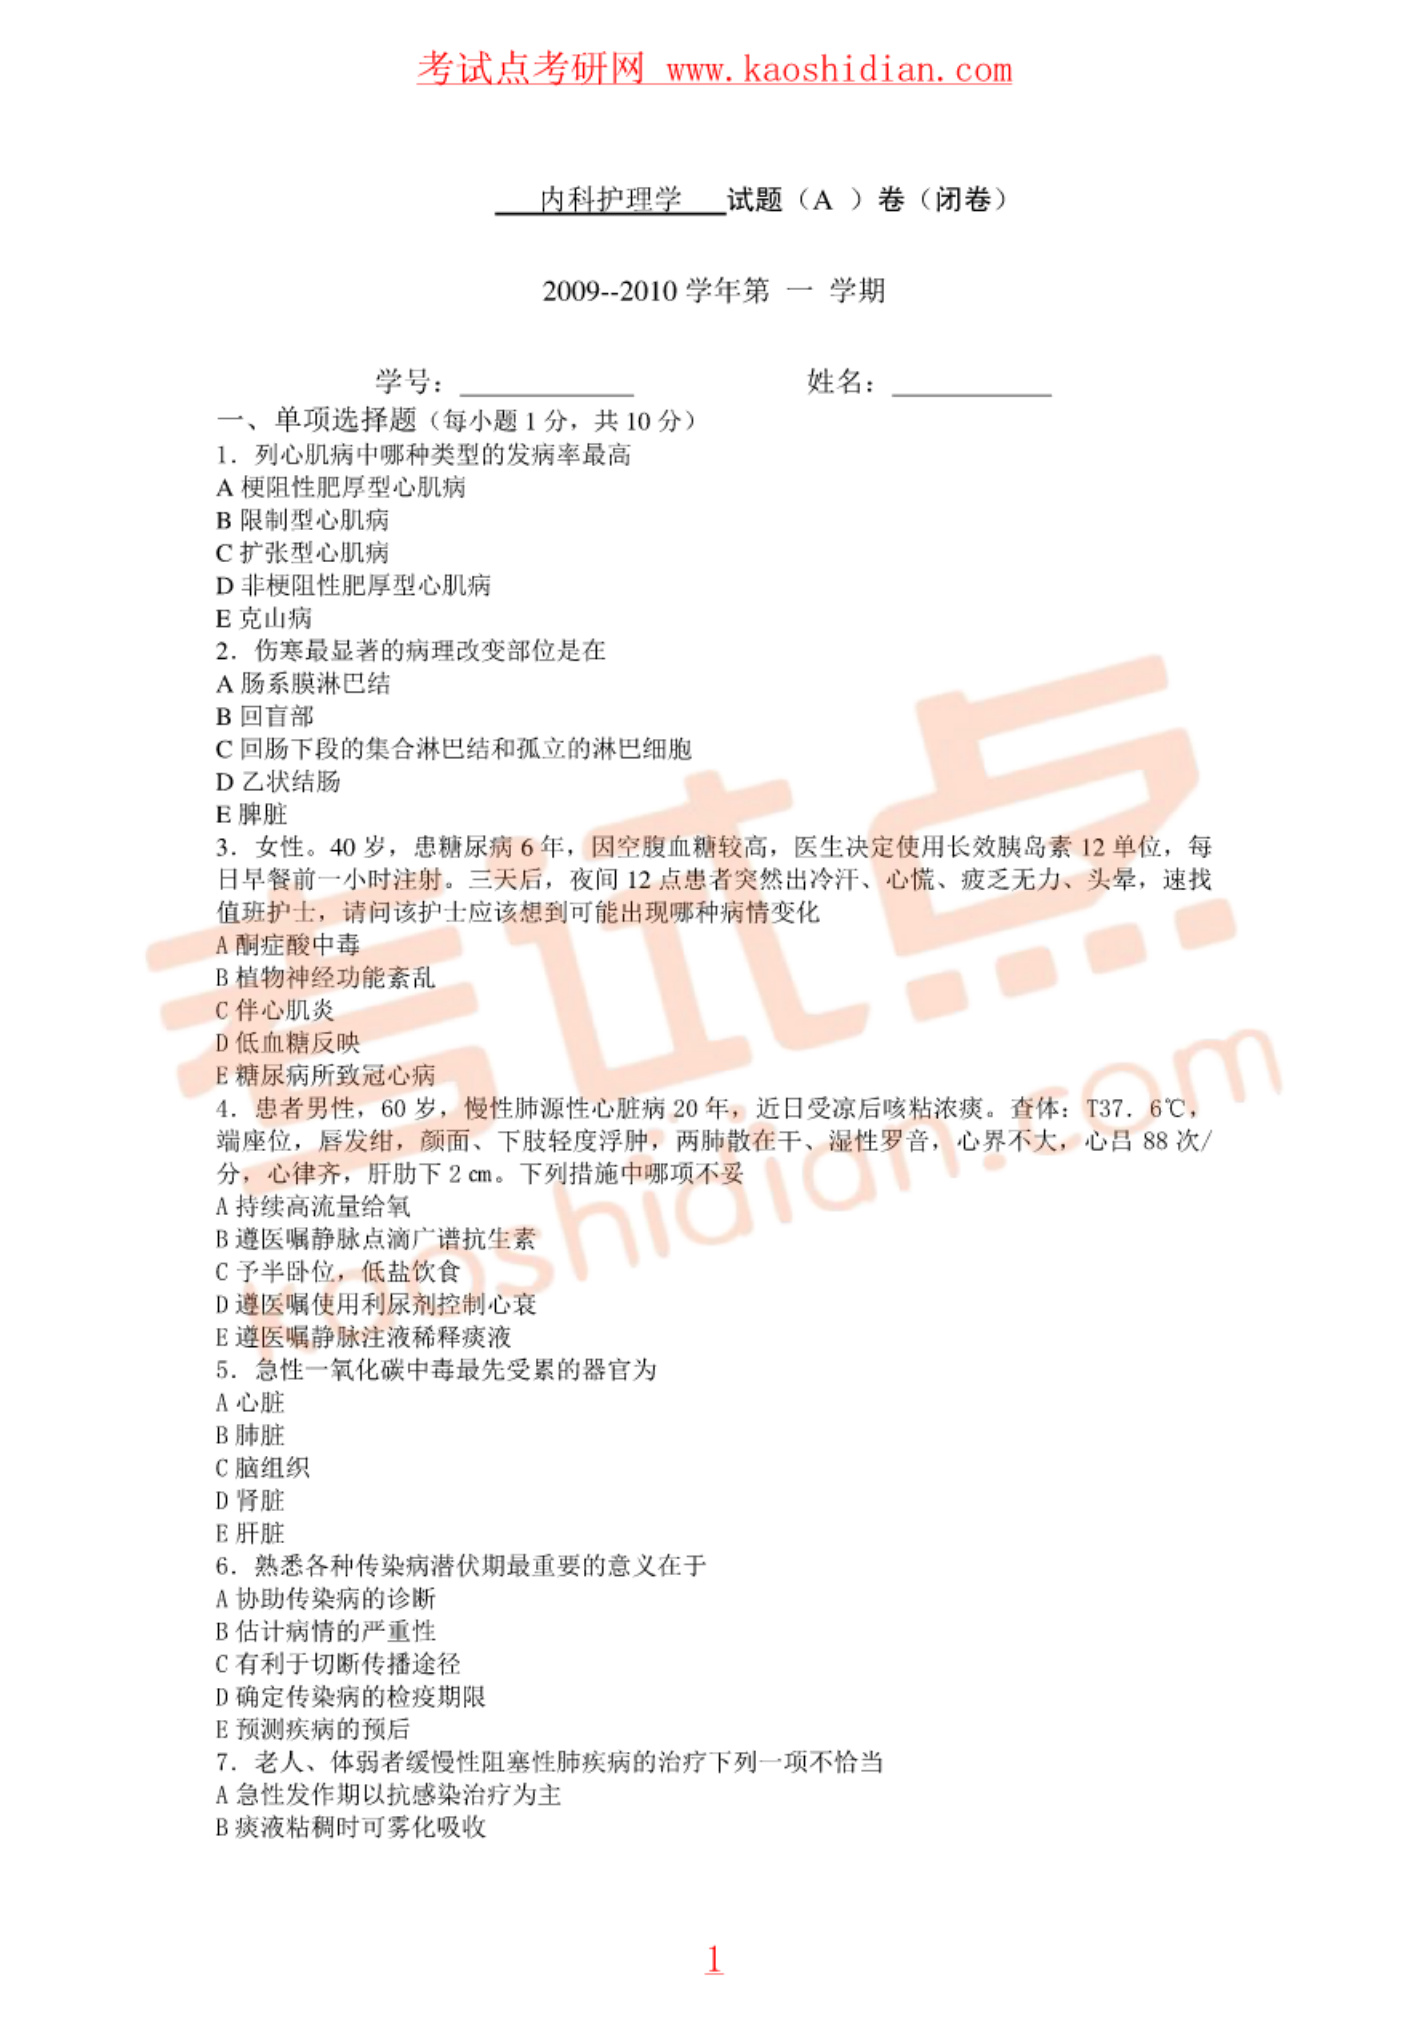 考试点考研网 www.kaoshidian.com
内科护理学 试题（A ）卷（闭卷）
2009--2010 学年第 一 学期
学号：____________ 姓名：___________
一、单项选择题（每小题 1 分，共 10 分）
1．列心肌病中哪种类型的发病率最高
A 梗阻性肥厚型心肌病
B 限制型心肌病
C 扩张型心肌病
D 非梗阻性肥厚型心肌病
E 克山病
2．伤寒最显著的病理改变部位是在
A 肠系膜淋巴结
B 回盲部
C 回肠下段的集合淋巴结和孤立的淋巴细胞
D 乙状结肠
E 脾脏
3．女性。40 岁，患糖尿病 6 年，因空腹血糖较高，医生决定使用长效胰岛素 12 单位，每
日早餐前一小时注射。三天后，夜间 12 点患者突然出冷汗、心慌、疲乏无力、头晕，速找
值班护士，请问该护士应该想到可能出现哪种病情变化
A 酮症酸中毒
B 植物神经功能紊乱
C 伴心肌炎
D 低血糖反映
E 糖尿病所致冠心病
4．患者男性，60 岁，慢性肺源性心脏病 20 年，近日受凉后咳粘浓痰。查体：T37．6℃，
端座位，唇发绀，颜面、下肢轻度浮肿，两肺散在干、湿性罗音，心界不大，心吕 88 次/
分，心律齐，肝肋下 2 ㎝。下列措施中哪项不妥
A 持续高流量给氧
B 遵医嘱静脉点滴广谱抗生素
C 予半卧位，低盐饮食
D 遵医嘱使用利尿剂控制心衰
E 遵医嘱静脉注液稀释痰液
5．急性一氧化碳中毒最先受累的器官为
A 心脏
B 肺脏
C 脑组织
D 肾脏
E 肝脏
6．熟悉各种传染病潜伏期最重要的意义在于
A 协助传染病的诊断
B 估计病情的严重性
C 有利于切断传播途径
D 确定传染病的检疫期限
E 预测疾病的预后
7．老人、体弱者缓慢性阻塞性肺疾病的治疗下列一项不恰当
A 急性发作期以抗感染治疗为主
B 痰液粘稠时可雾化吸收
考试点
kaoshidian.com
1